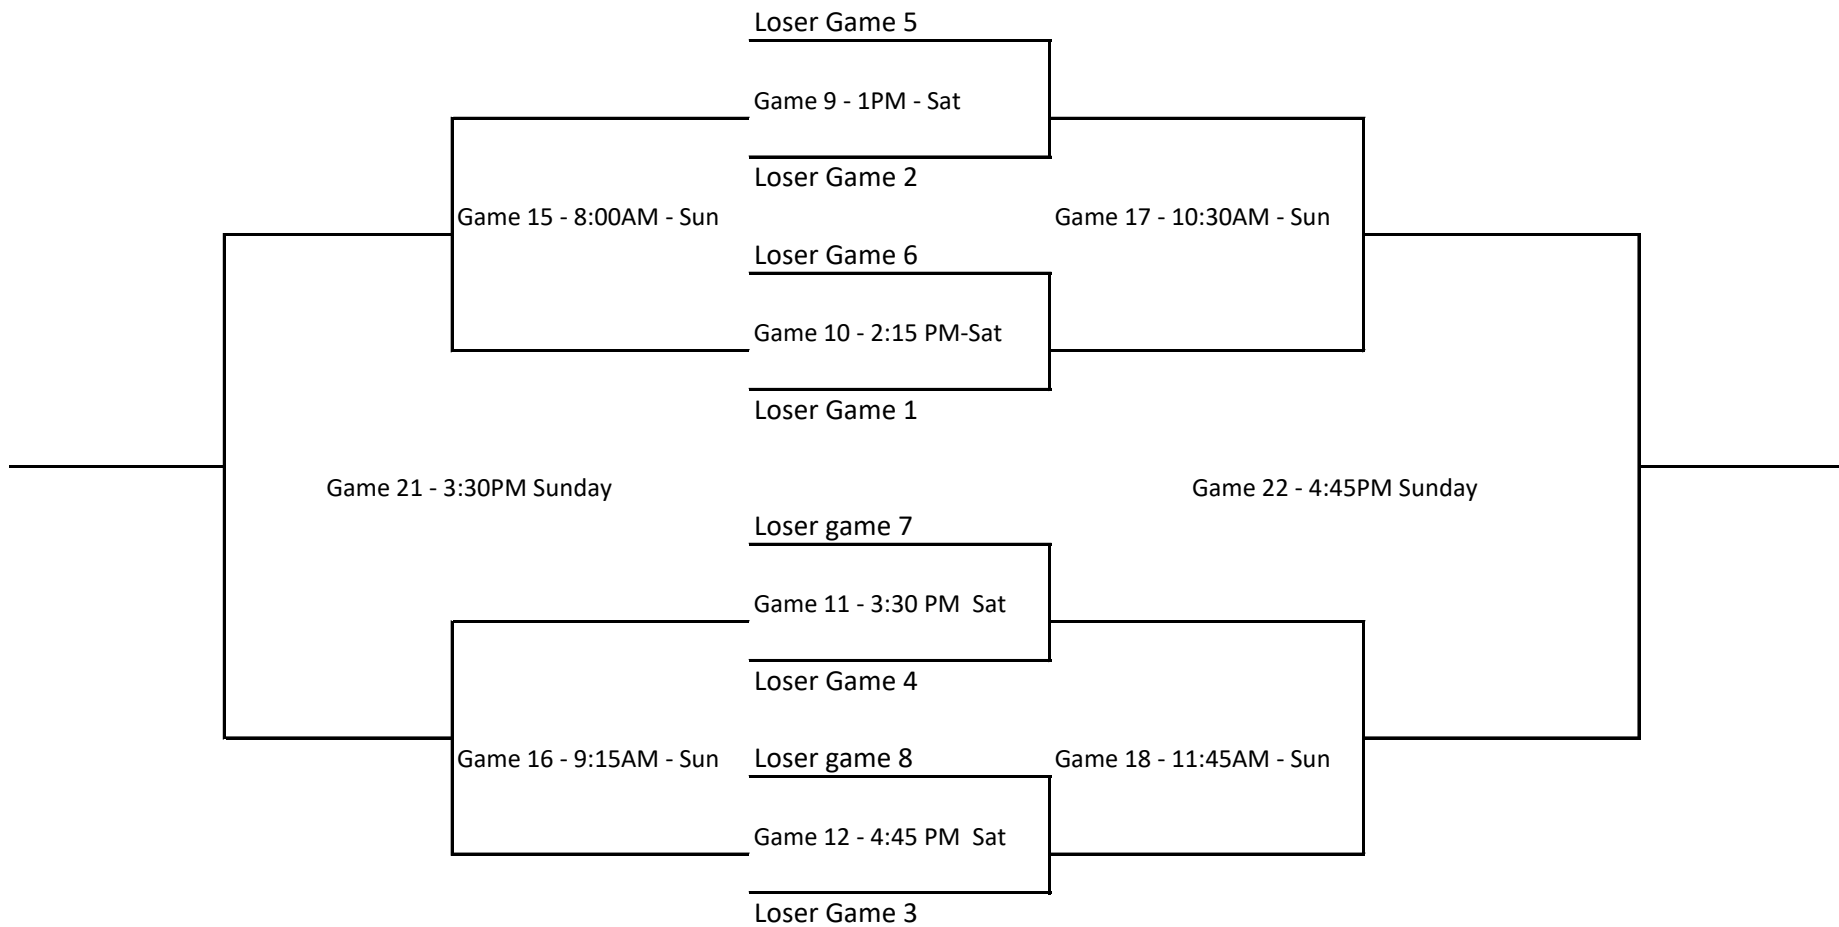 Loser Game 5
Game 9 - 1PM - Sat
Loser Game 2
Game 15 - 8:00AM - Sun
Game 17 - 10:30AM - Sun
Loser Game 6
Game 10 - 2:15 PM-Sat
Loser Game 1
Game 21 - 3:30PM Sunday
Game 22 - 4:45PM Sunday
Loser game 7
Game 11 - 3:30 PM  Sat
Loser Game 4
Game 16 - 9:15AM - Sun
Loser game 8
Game 18 - 11:45AM - Sun
Game 12 - 4:45 PM  Sat
Loser Game 3